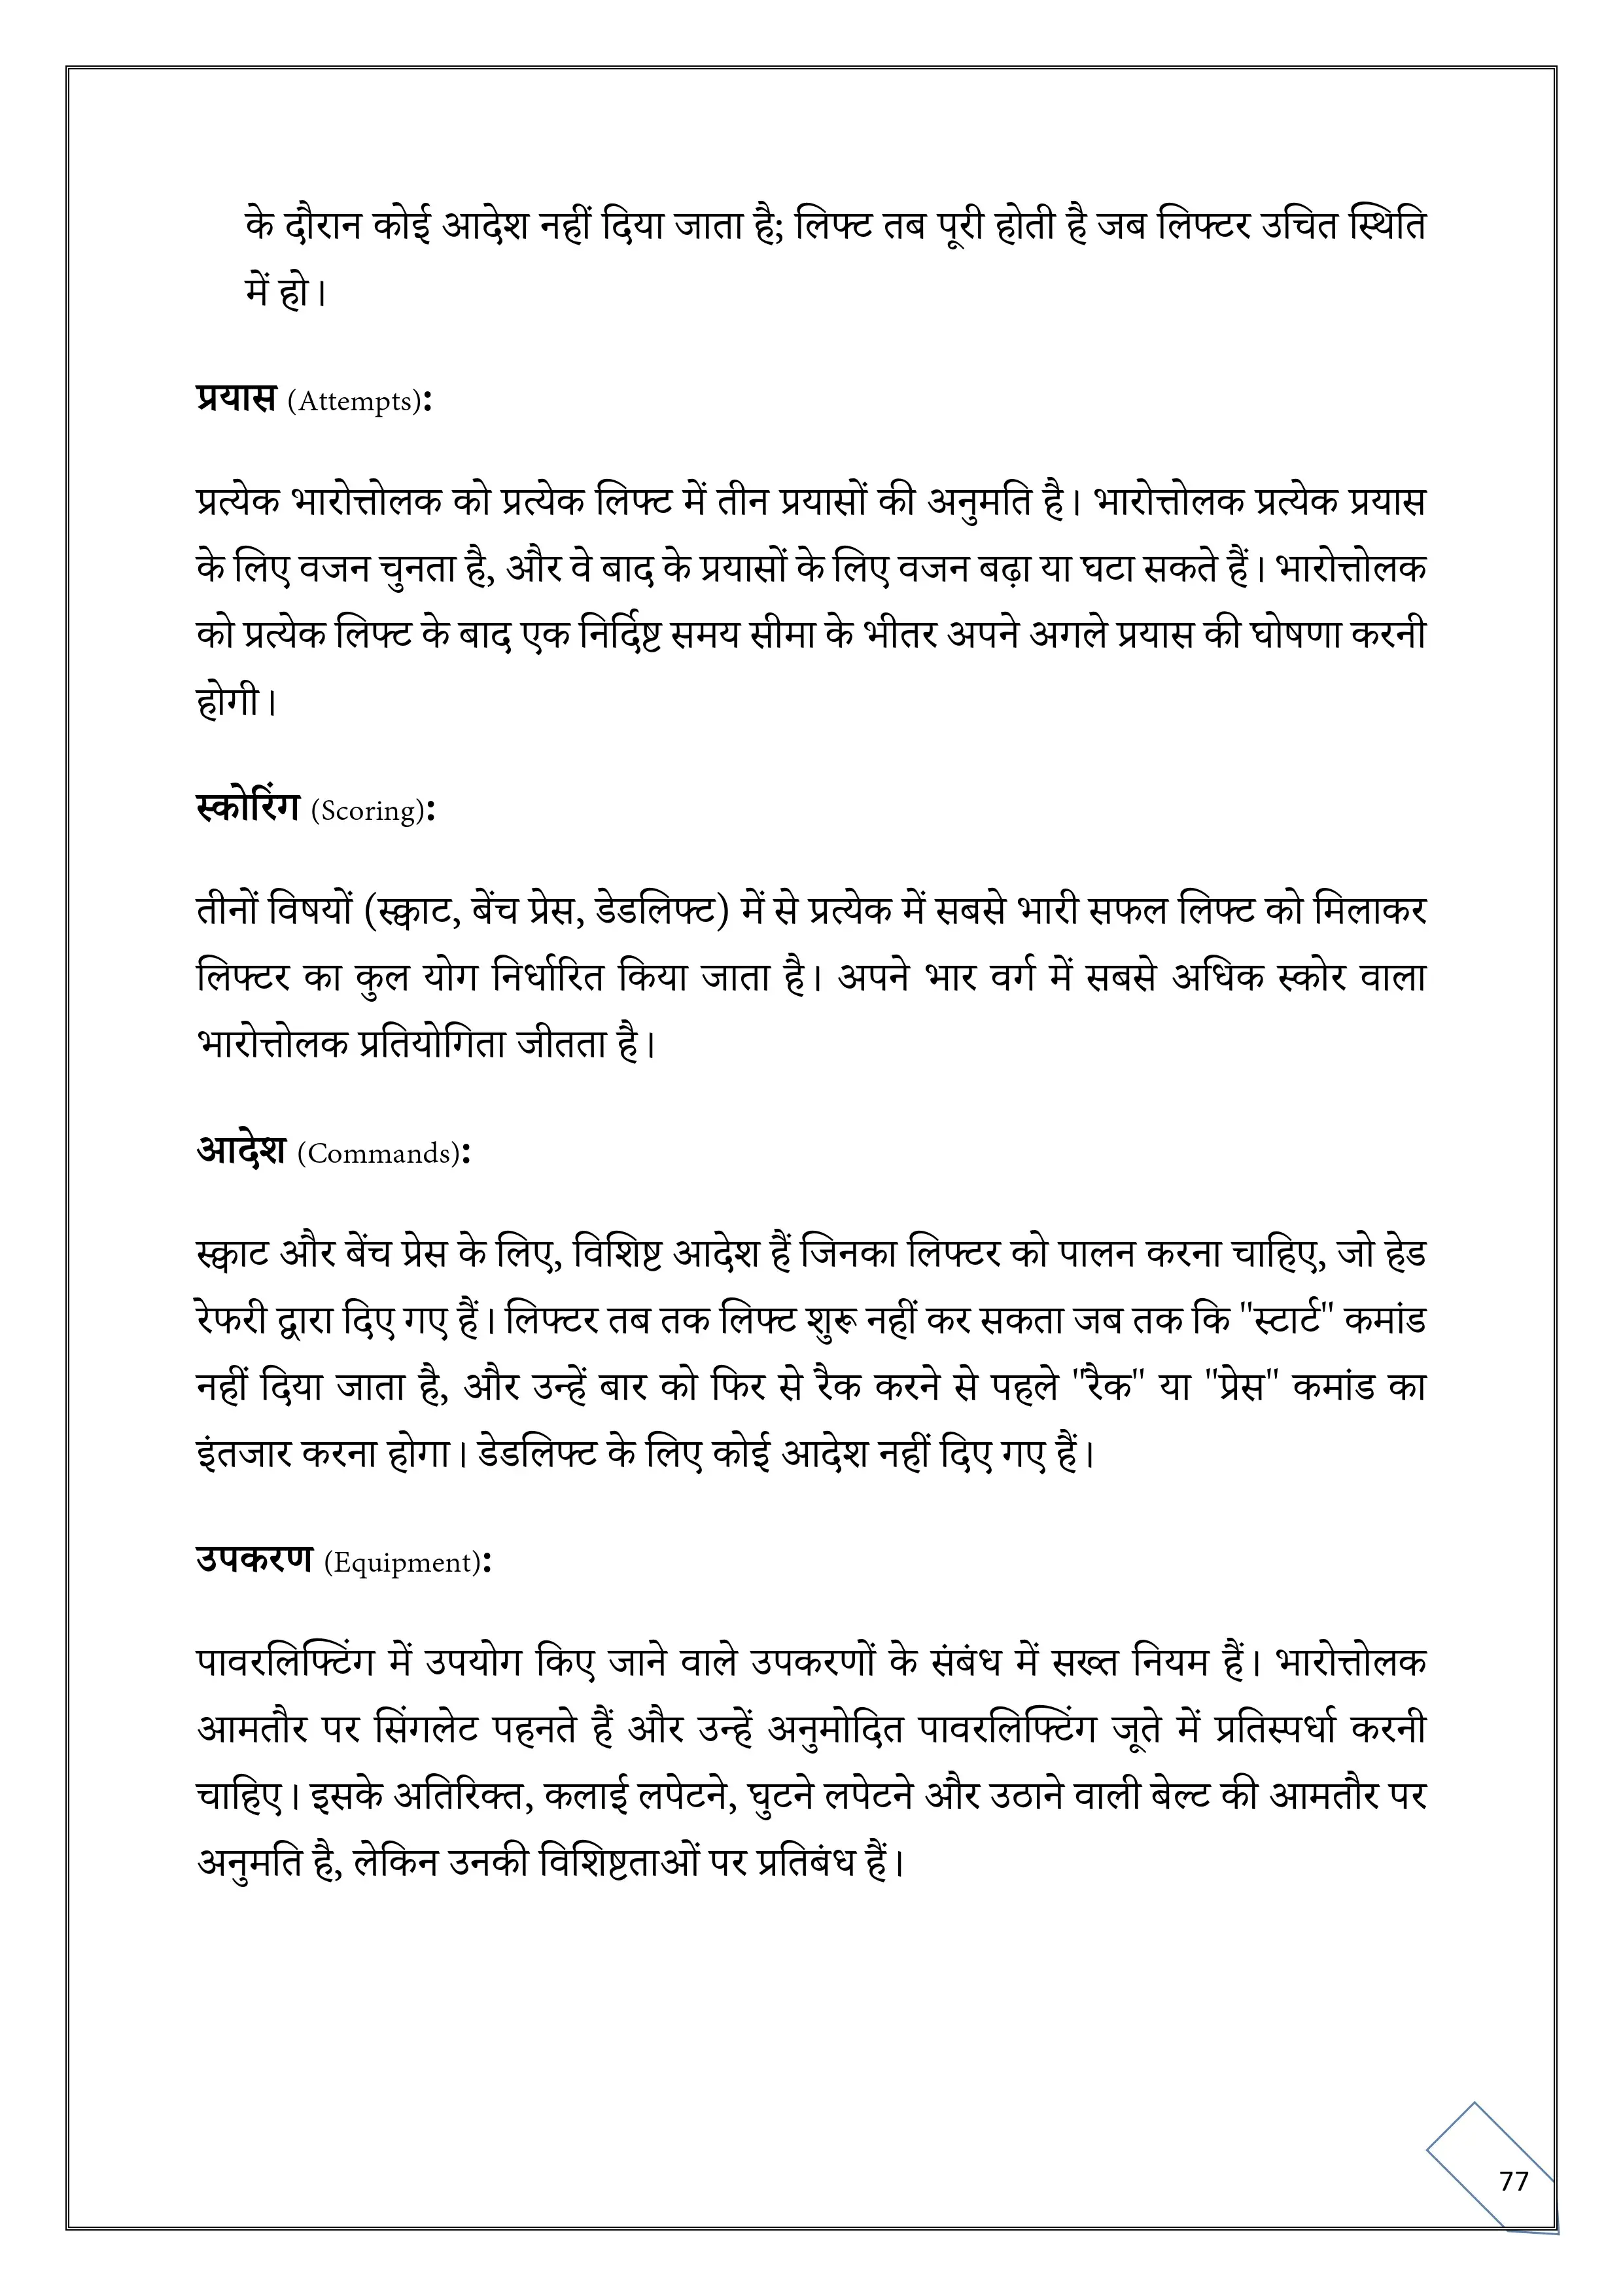 के दौरान कोई आदेश नहीं दिया जाता है; लिफ्ट तब पूरी होती है जब लिफ्टर उचित स्थिति
में हो।
प्रयास (Attempts):
प्रत्येक भारोत्तोलक को प्रत्येक लिफ्ट में तीन प्रयासों की अनुमति है। भारोत्तोलक प्रत्येक प्रयास
के लिए वजन चुनता है, और वे बाद के प्रयासों के लिए वजन बढ़ा या घटा सकते हैं। भारोत्तोलक
को प्रत्येक लिफ्ट के बाद एक निर्दिष्ट समय सीमा के भीतर अपने अगले प्रयास की घोषणा करनी
होगी।
स्कोरिंग (Scoring):
तीनों विषयों (स्क्वाट, बेंच प्रेस, डेडलिफ्ट) में से प्रत्येक में सबसे भारी सफल लिफ्ट को मिलाकर
लिफ्टर का कुल योग निर्धारित किया जाता है। अपने भार वर्ग में सबसे अधिक स्कोर वाला
भारोत्तोलक प्रतियोगिता जीतता है।
आदेश (Commands):
स्क्वाट और बेंच प्रेस के लिए, विशिष्ट आदेश हैं जिनका लिफ्टर को पालन करना चाहिए, जो हेड
रेफरी द्वारा दिए गए हैं। लिफ्टर तब तक लिफ्ट शुरू नहीं कर सकता जब तक कि "स्टार्ट" कमांड
नहीं दिया जाता है, और उन्हें बार को फिर से रैक करने से पहले "रैक" या "प्रेस" कमांड का
इंतजार करना होगा। डेडलिफ्ट के लिए कोई आदेश नहीं दिए गए हैं।
उपकरण (Equipment):
पावरलिफ्टिंग में उपयोग किए जाने वाले उपकरणों के संबंध में सख्त नियम हैं। भारोत्तोलक
आमतौर पर सिंगलेट पहनते हैं और उन्हें अनुमोदित पावरलिफ्टिंग जूते में प्रतिस्पर्धा करनी
चाहिए। इसके अतिरिक्त, कलाई लपेटने, घुटने लपेटने और उठाने वाली बेल्ट की आमतौर पर
अनुमति है, लेकिन उनकी विशिष्टताओं पर प्रतिबंध हैं।
77